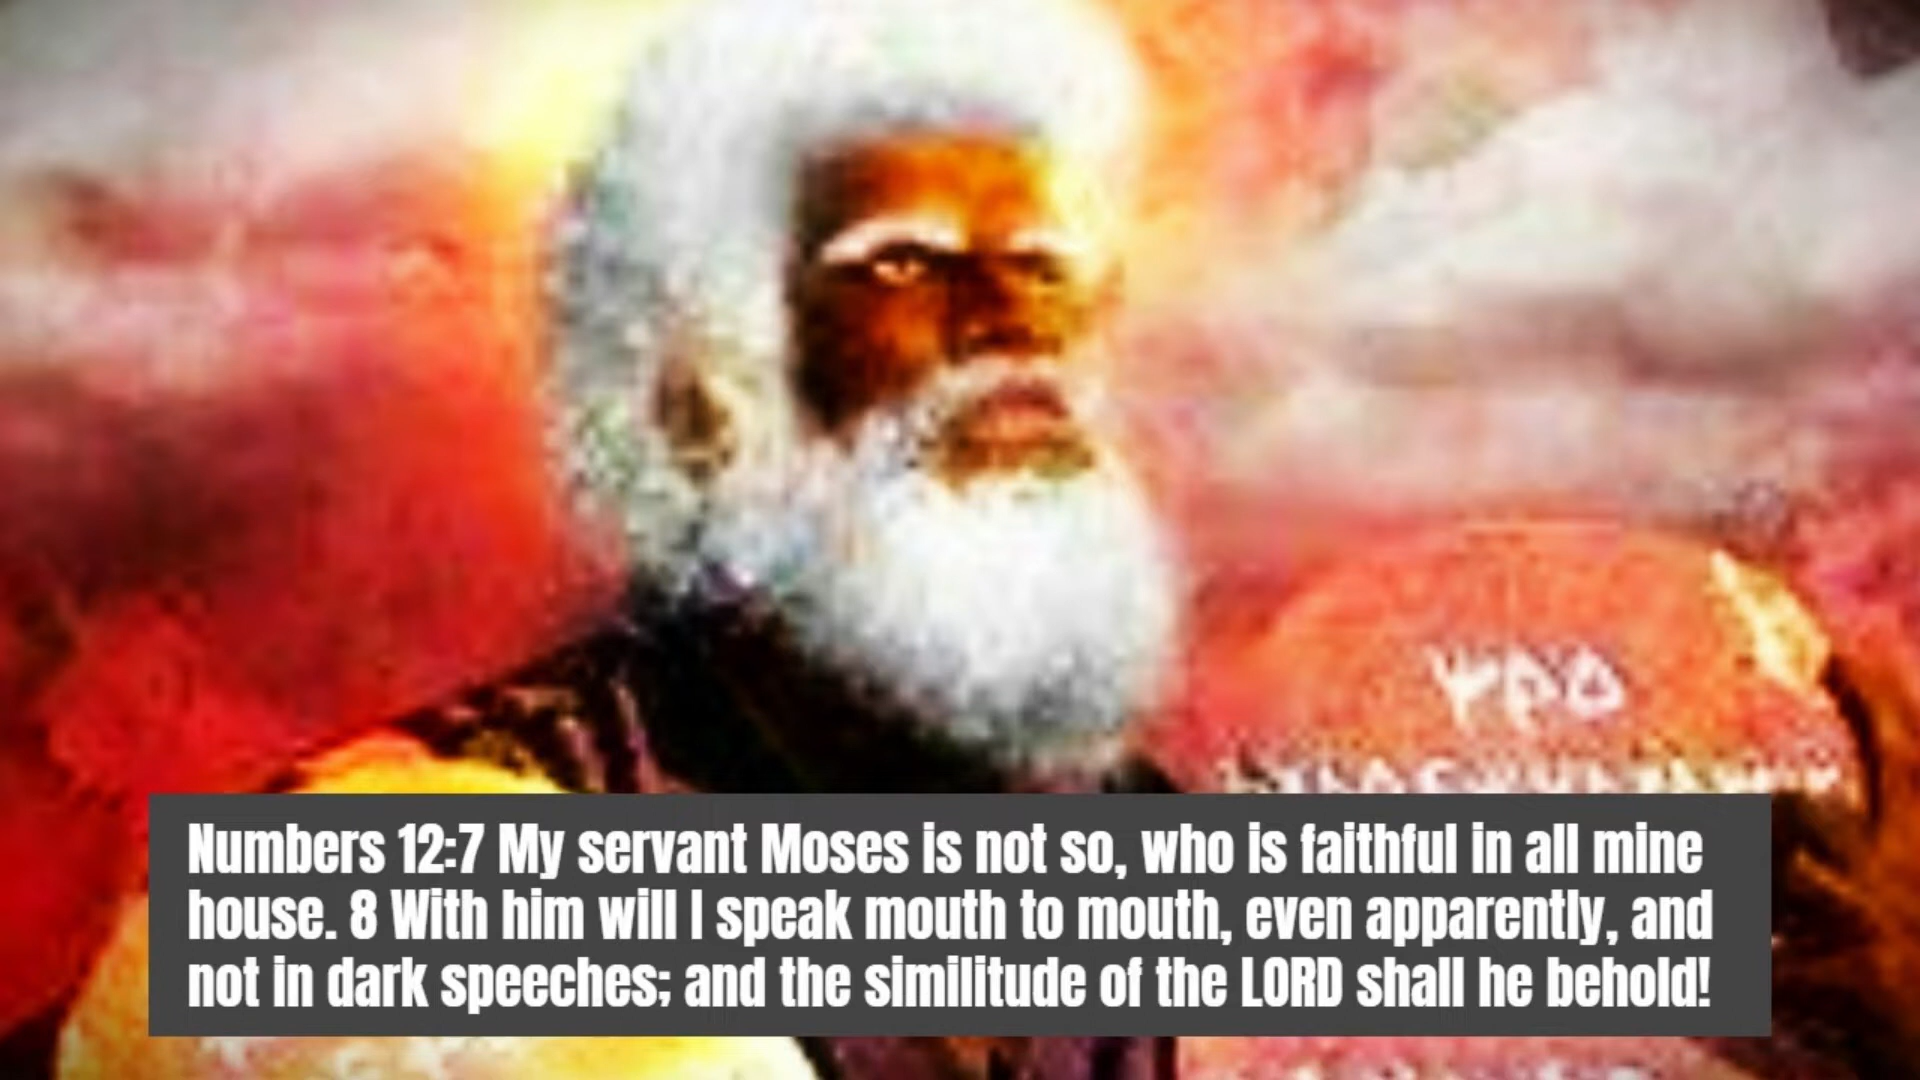 Numbers 12:7 My servant Moses is not so, who is faithful in all mine
house. 8 With him will I speak mouth to mouth, even apparently, and
not in dark speeches; and the similitude of the LORD shall he behold!